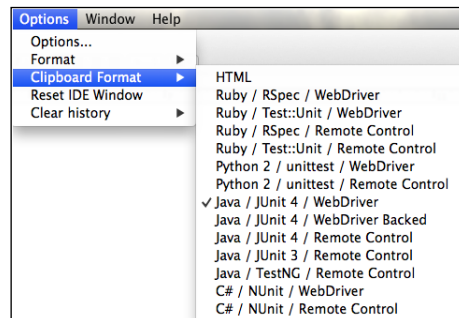 Options Window Help
Options...
Format
Clipboard Format
Reset IDE Window
Clear history
HTML
Ruby / RSpec / WebDriver
Ruby / Test::Unit / WebDriver
Ruby / RSpec / Remote Control
Ruby / Test::Unit / Remote Control
Python 2 / unittest / WebDriver
Python 2 / unittest / Remote Control
✓ Java / JUnit 4 / WebDriver
Java / JUnit 4 / WebDriver Backed
Java / JUnit 4 / Remote Control
Java / JUnit 3 / Remote Control
Java / TestNG / Remote Control
C# / NUnit / WebDriver
C# / NUnit / Remote Control